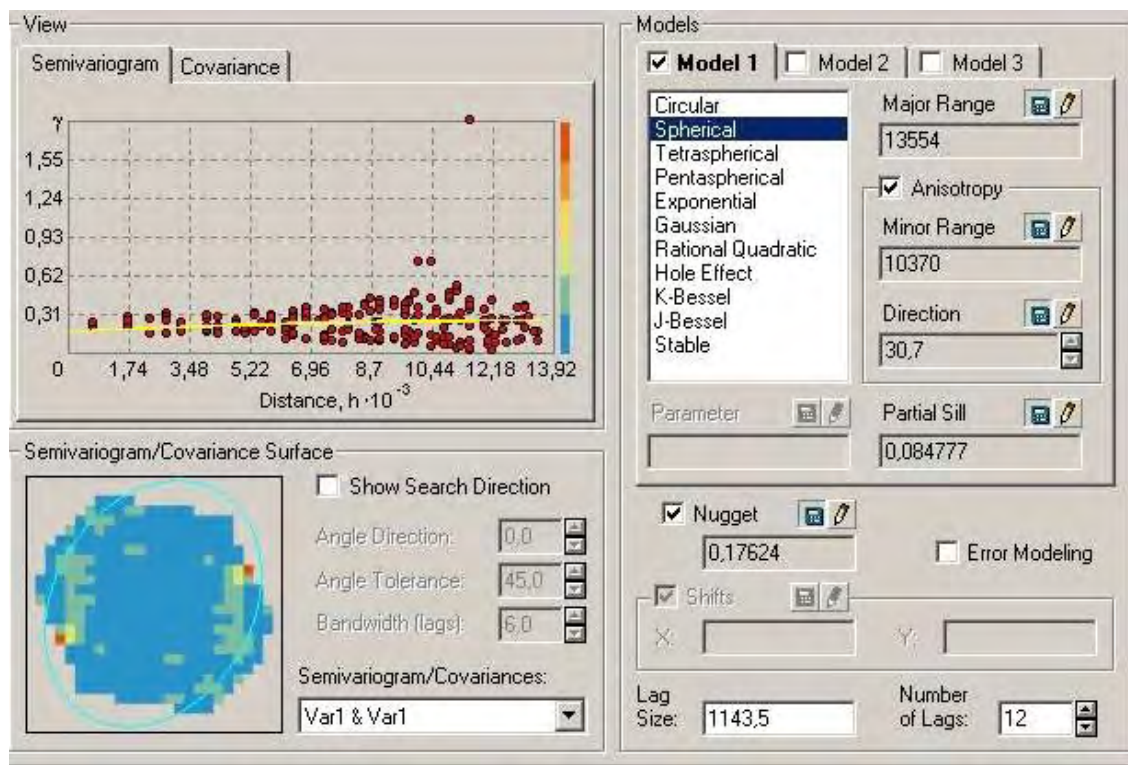 View
Semivariogram Covariance
γ
1,55
1,24
0,93
0,62
0,31
0 1,74 3,48 5,22 6,96 8,7 10,44 12,18 13,92
Distance, h ·10 -3
Semivariogram/Covariance Surface
Show Search Direction
Angle Direction: 0,0
Angle Tolerance: 45,0
Bandwidth (lags): 6,0
Semivariogram/Covariances:
Var1 & Var1
Models
Model 1 Model 2 Model 3
Circular
Spherical
Tetraspherical
Pentaspherical
Exponential
Gaussian
Rational Quadratic
Hole Effect
K-Bessel
J-Bessel
Stable
Major Range
13554
Anisotropy
Minor Range
10370
Direction
30,7
Parameter
Partial Sill
0,084777
Nugget
0,17624
Error Modeling
Shifts
X: Y:
Lag Size: 1143,5
Number of Lags: 12